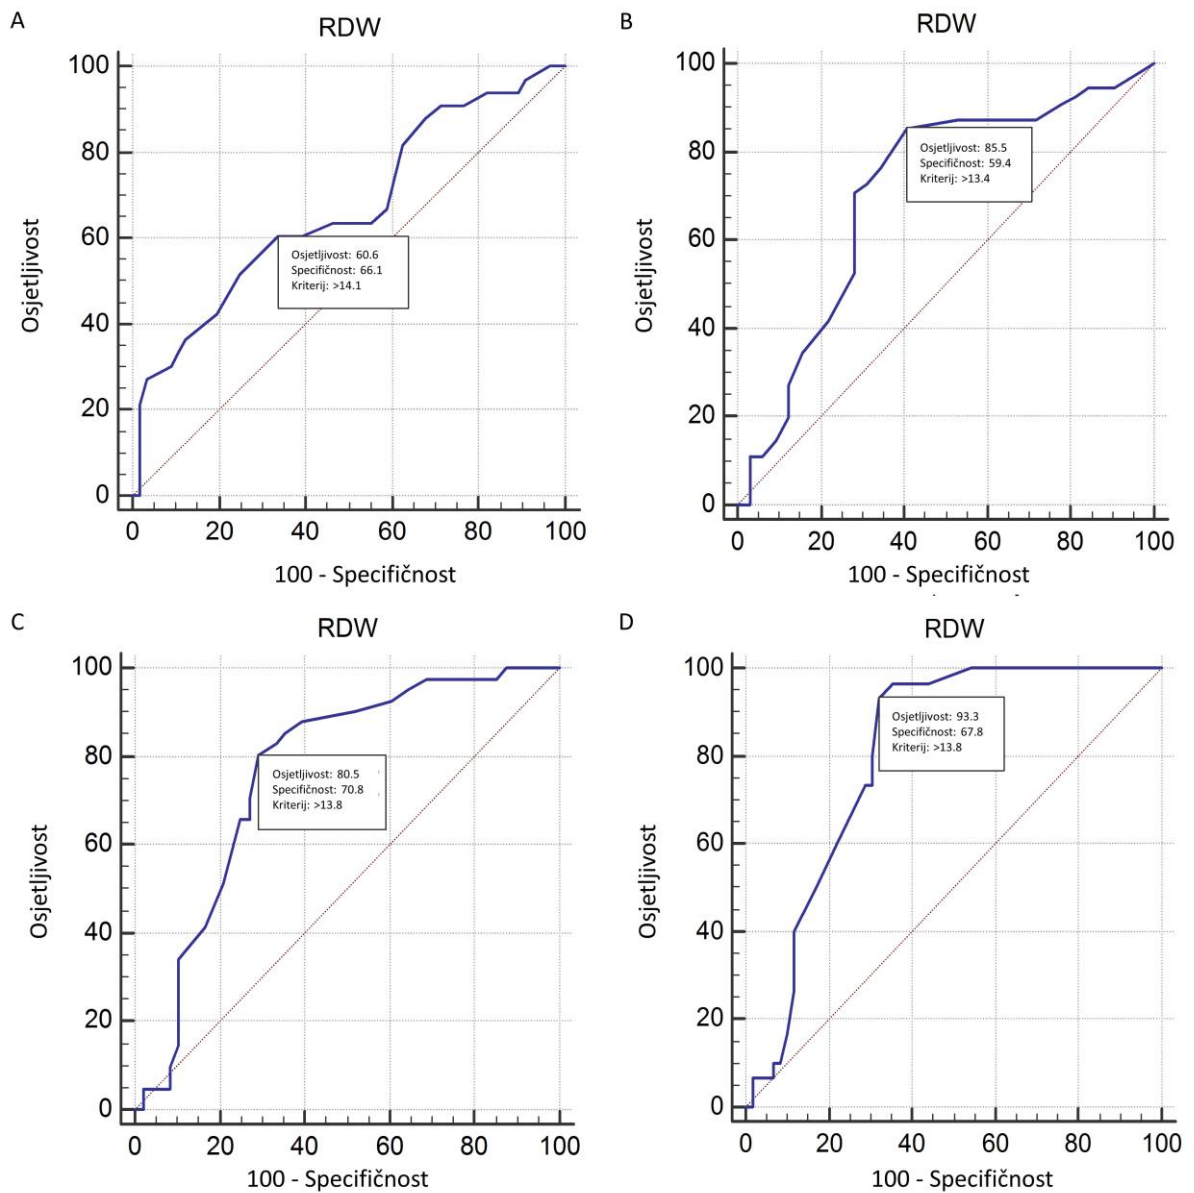 A
RDW
100
80
60
40
20
0
Osjetljivost
Osjetljivost: 60.6
Specifičnost: 66.1
Kriterij: >14.1
0 20 40 60 80 100
100 - Specifičnost
B
RDW
100
80
60
40
20
0
Osjetljivost
Osjetljivost: 85.5
Specifičnost: 59.4
Kriterij: >13.4
0 20 40 60 80 100
100 - Specifičnost
C
RDW
100
80
60
40
20
0
Osjetljivost
Osjetljivost: 80.5
Specifičnost: 70.8
Kriterij: >13.8
0 20 40 60 80 100
100 - Specifičnost
D
RDW
100
80
60
40
20
0
Osjetljivost
Osjetljivost: 93.3
Specifičnost: 67.8
Kriterij: >13.8
0 20 40 60 80 100
100 - Specifičnost